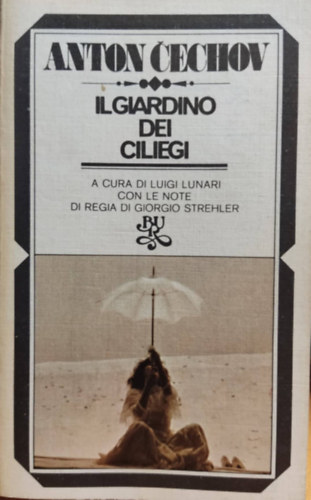 ANTON ČECHOV
IL GIARDINO
DEI
CILIEGI
A CURA DI LUIGI LUNARI
CON LE NOTE
DI REGIA DI GIORGIO STREHLER
BUR